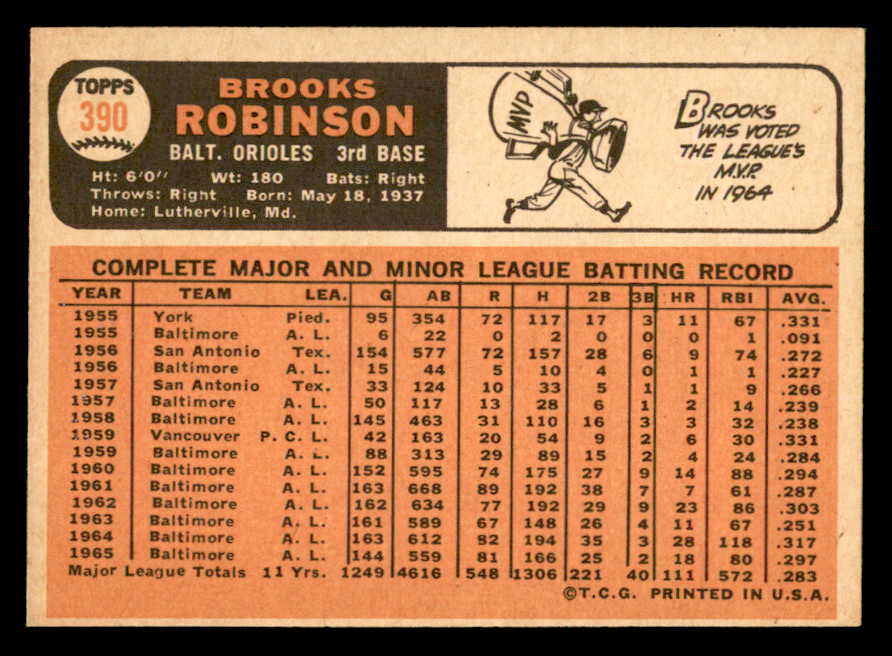 TOPPS
390
BROOKS
ROBINSON
BALT. ORIOLES 3rd BASE
Ht: 6'0" Wt: 180 Bats: Right
Throws: Right Born: May 18, 1937
Home: Lutherville, Md.
MVP
BROOKS
WAS VOTED
THE LEAGUE'S
M.V.P.
IN 1964
COMPLETE MAJOR AND MINOR LEAGUE BATTING RECORD
YEAR TEAM LEA. G AB R H 2B 3B HR RBI AVG.
1955 York Pied. 95 354 72 117 17 3 11 67 .331
1955 Baltimore A. L. 6 22 0 2 0 0 0 1 .091
1956 San Antonio Tex. 154 577 72 157 28 6 9 74 .272
1956 Baltimore A. L. 15 44 5 10 4 0 1 1 .227
1957 San Antonio Tex. 33 124 10 33 5 1 1 9 .266
1957 Baltimore A. L. 50 117 13 28 6 1 2 14 .239
1958 Baltimore A. L. 145 463 31 110 16 3 3 32 .238
1959 Vancouver P. C. L. 42 163 20 54 9 2 6 30 .331
1959 Baltimore A. L. 88 313 29 89 15 2 4 24 .284
1960 Baltimore A. L. 152 595 74 175 27 9 14 88 .294
1961 Baltimore A. L. 163 668 89 192 38 7 7 61 .287
1962 Baltimore A. L. 162 634 77 192 29 9 23 86 .303
1963 Baltimore A. L. 161 589 67 148 26 4 11 67 .251
1964 Baltimore A. L. 163 612 82 194 35 3 28 118 .317
1965 Baltimore A. L. 144 559 81 166 25 2 18 80 .297
Major League Totals 11 Yrs. 1249 4616 548 1306 221 40 111 572 .283
©T.C.G. PRINTED IN U.S.A.